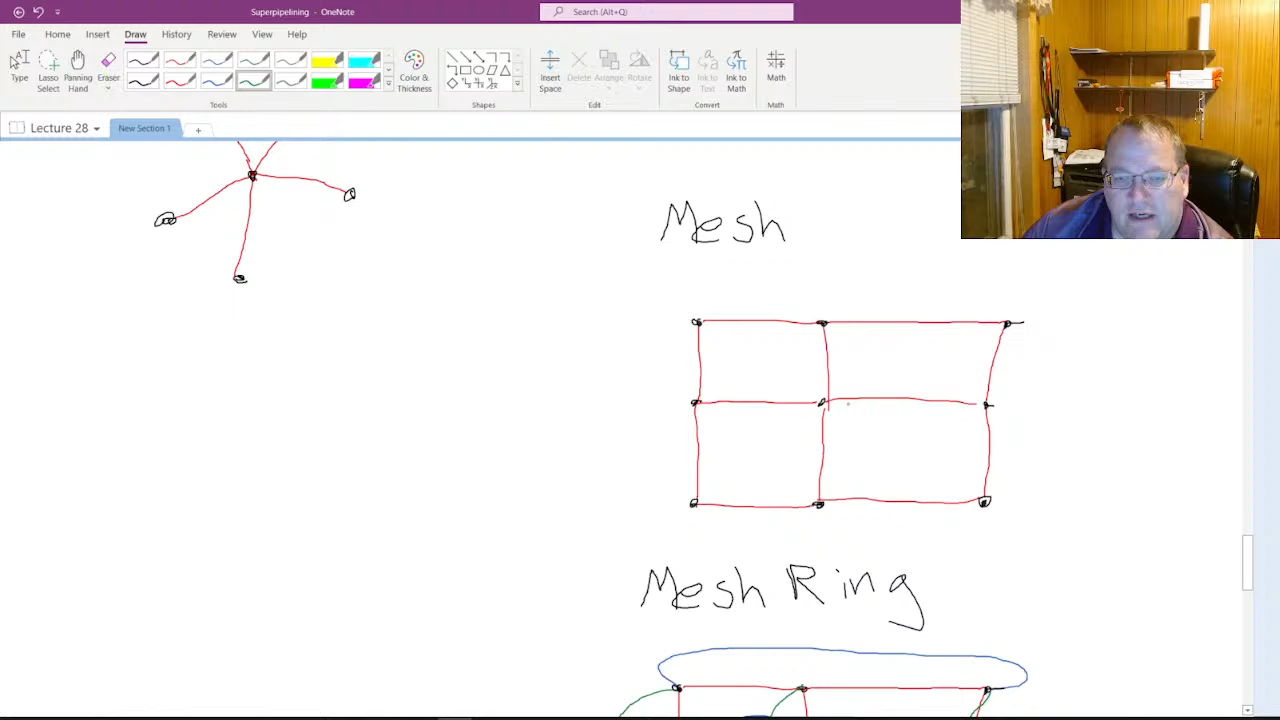 Superpipelining - OneNote
Search (Alt+Q)
File Home Insert Draw History Review View Help
Type
Lasso Select
Panning Hand
Eraser
Color & Thickness
Insert Space
Delete
Arrange
Rotate
Ink to Shape
Ink to Text
Ink to Math
Math
Tools Shapes Edit Convert Math
Lecture 28 New Section 1
Mesh
Mesh Ring